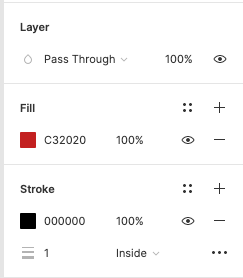 Layer
Pass Through 100%
Fill
C32020 100%
Stroke
000000 100%
1 Inside